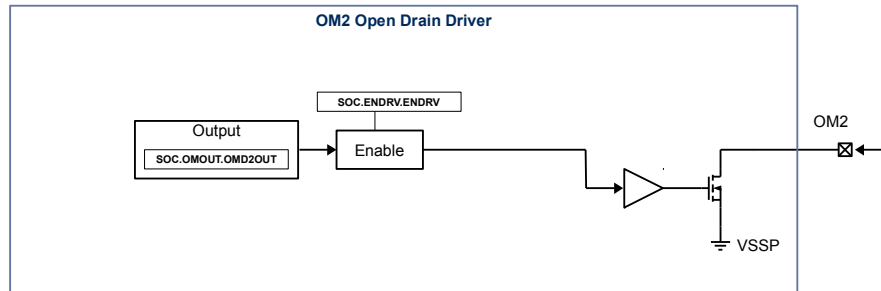 OM2 Open Drain Driver
SOC.ENDRV.ENDRV
OM2
Output
Enable
SOC.OMOUT.OMD2OUT
VSSP